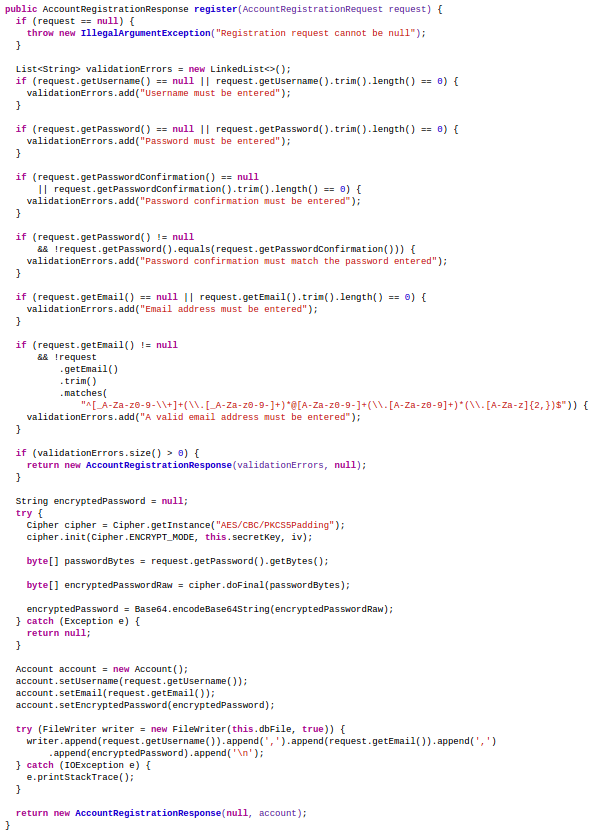 public AccountRegistrationResponse register(AccountRegistrationRequest request) {
  if (request == null) {
    throw new IllegalArgumentException("Registration request cannot be null");
  }

  List<String> validationErrors = new LinkedList<>();
  if (request.getUsername() == null || request.getUsername().trim().length() == 0) {
    validationErrors.add("Username must be entered");
  }

  if (request.getPassword() == null || request.getPassword().trim().length() == 0) {
    validationErrors.add("Password must be entered");
  }

  if (request.getPasswordConfirmation() == null
      || request.getPasswordConfirmation().trim().length() == 0) {
    validationErrors.add("Password confirmation must be entered");
  }

  if (request.getPassword() != null
      && !request.getPassword().equals(request.getPasswordConfirmation())) {
    validationErrors.add("Password confirmation must match the password entered");
  }

  if (request.getEmail() == null || request.getEmail().trim().length() == 0) {
    validationErrors.add("Email address must be entered");
  }

  if (request.getEmail() != null
      && !request
          .getEmail()
          .trim()
          .matches(
              "^[_A-Za-z0-9-\\+]+(\\.[_A-Za-z0-9-]+)*@[A-Za-z0-9-]+(\\.[A-Za-z0-9]+)*(\\.[A-Za-z]{2,})$")) {
    validationErrors.add("A valid email address must be entered");
  }

  if (validationErrors.size() > 0) {
    return new AccountRegistrationResponse(validationErrors, null);
  }

  String encryptedPassword = null;
  try {
    Cipher cipher = Cipher.getInstance("AES/CBC/PKCS5Padding");
    cipher.init(Cipher.ENCRYPT_MODE, this.secretKey, iv);

    byte[] passwordBytes = request.getPassword().getBytes();

    byte[] encryptedPasswordRaw = cipher.doFinal(passwordBytes);

    encryptedPassword = Base64.encodeBase64String(encryptedPasswordRaw);
  } catch (Exception e) {
    return null;
  }

  Account account = new Account();
  account.setUsername(request.getUsername());
  account.setEmail(request.getEmail());
  account.setEncryptedPassword(encryptedPassword);

  try (FileWriter writer = new FileWriter(this.dbFile, true)) {
    writer.append(request.getUsername()).append(',').append(request.getEmail()).append(',')
        .append(encryptedPassword).append('\n');
  } catch (IOException e) {
    e.printStackTrace();
  }

  return new AccountRegistrationResponse(null, account);
}